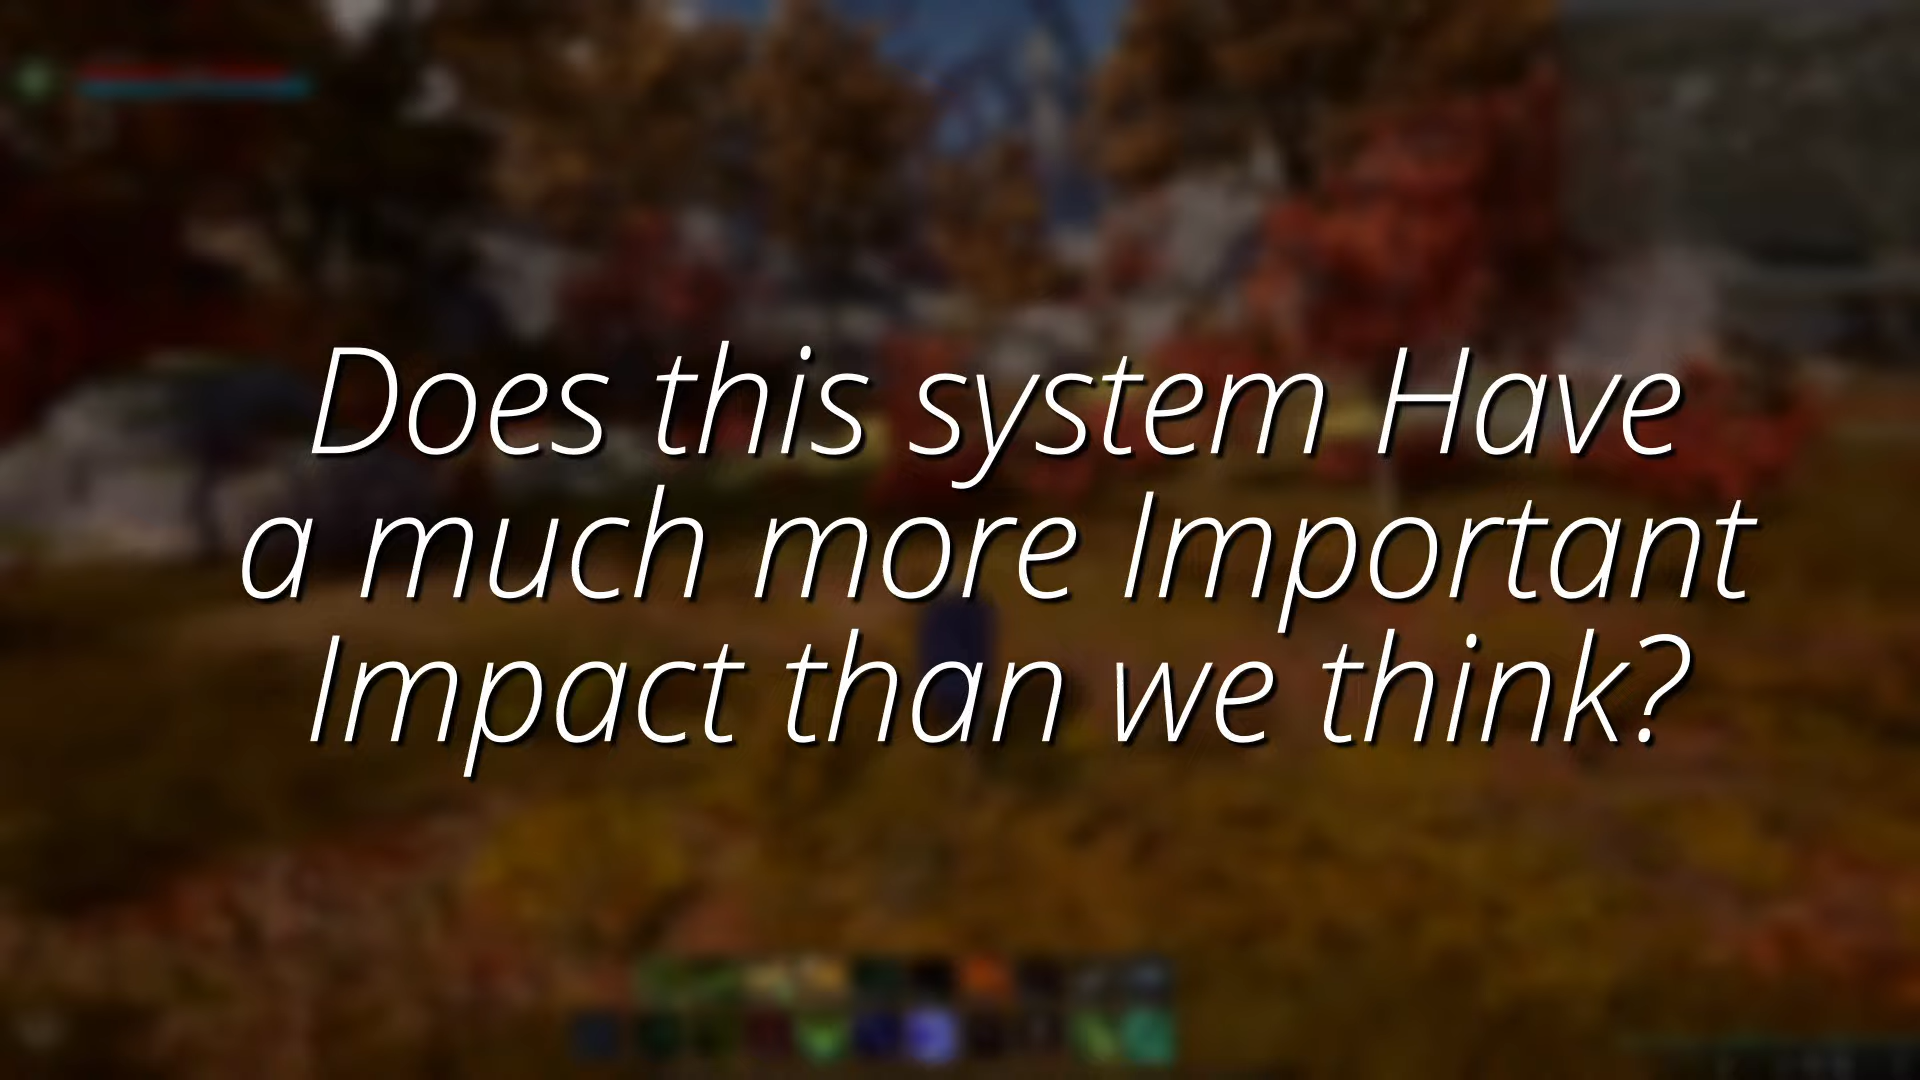 Does this system Have
a much more Important
Impact than we think?